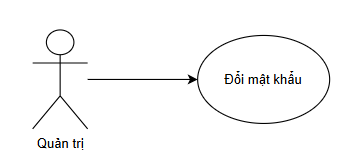 Đổi mật khẩu
Quản trị